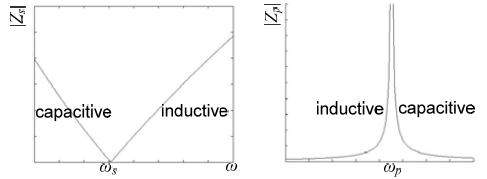 |Z_s|
capacitive
inductive
ω_s
ω
|Z_p|
inductive
capacitive
ω_p